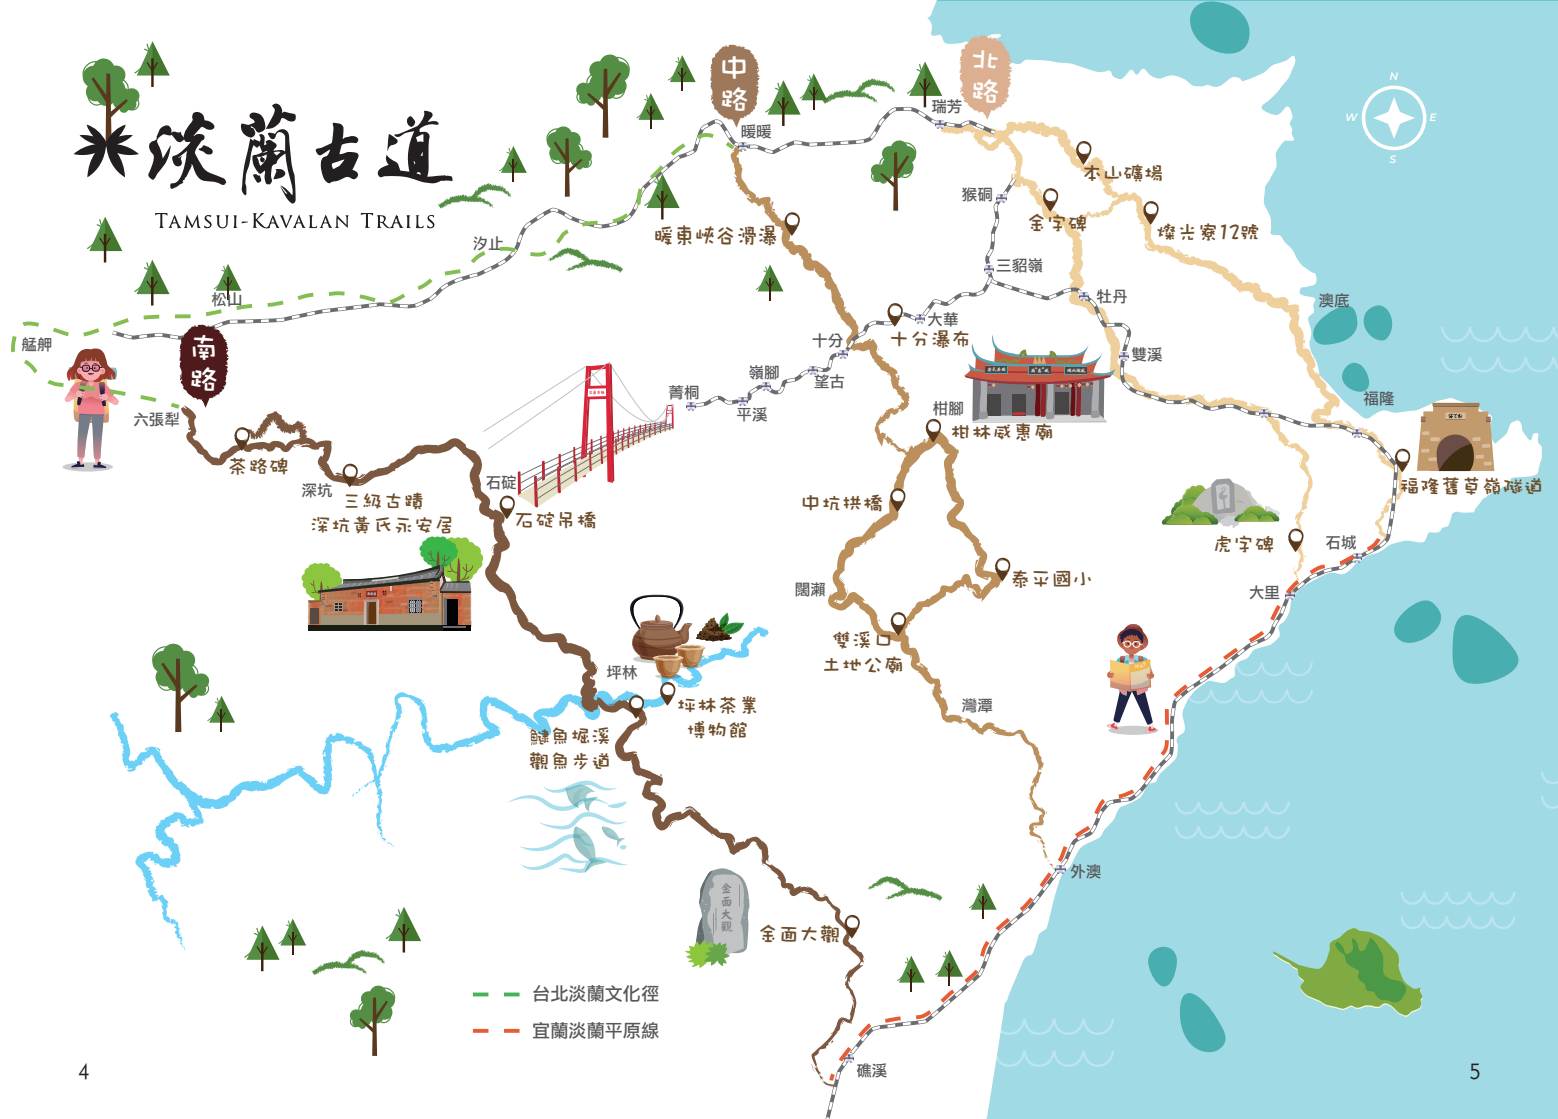 淡蘭古道
TAMSUI-KAVALAN TRAILS
中路
北路
南路
N
W
E
S
瑞芳
暖暖
本山礦場
猴硐
金字碑
燦光寮12號
暖東峽谷滑瀑
汐止
三貂嶺
松山
牡丹
澳底
大華
十分瀑布
十分
艋舺
雙溪
嶺腳
望古
菁桐
平溪
福隆
柑腳
柑林威惠廟
六張犁
茶路碑
深坑
三級古蹟
深坑黃氏永安居
石碇
石碇吊橋
中坑拱橋
福隆舊草嶺隧道
虎字碑
石城
大里
闊瀨
泰平國小
雙溪口
土地公廟
坪林
坪林茶業
博物館
灣潭
鰱魚堀溪
觀魚步道
外澳
金面大觀
金面大觀
台北淡蘭文化徑
宜蘭淡蘭平原線
礁溪
4
5